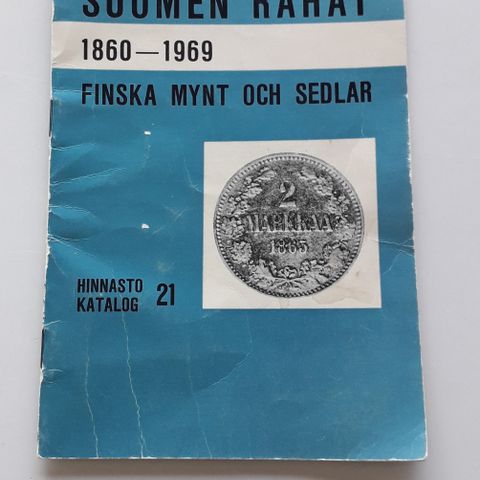 SUOMEN RAHAT
1860—1969
FINSKA MYNT OCH SEDLAR
2
MARKKAA
1865
HINNASTO
KATALOG 21